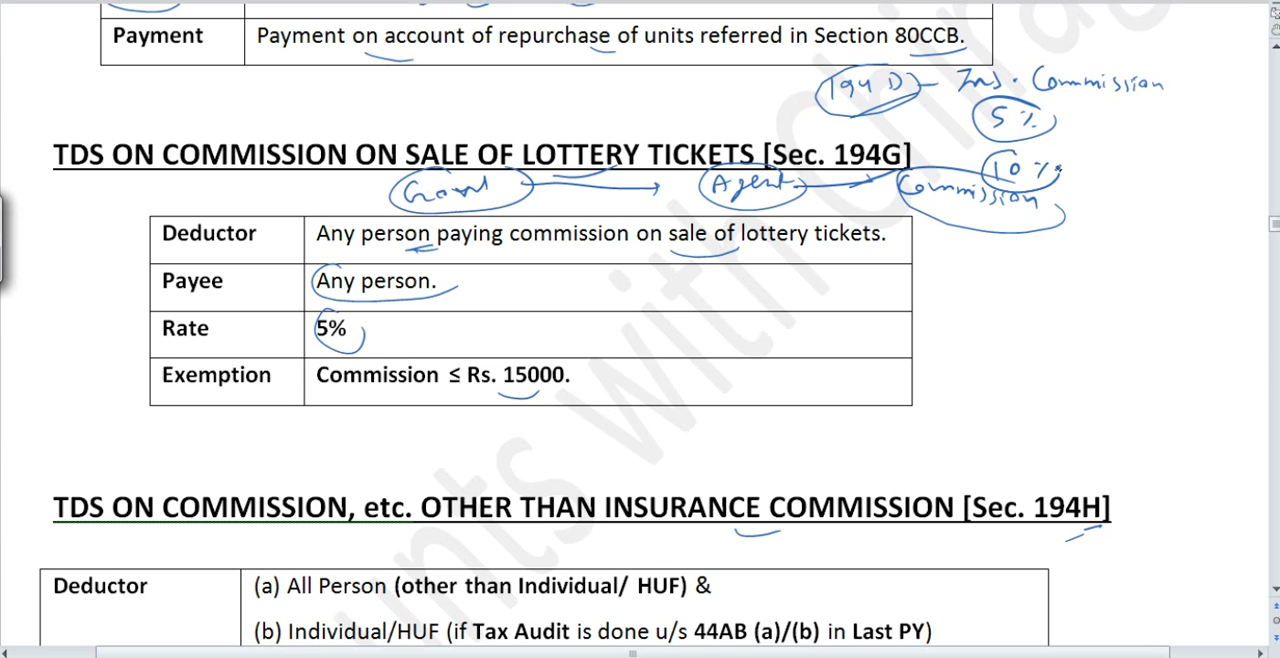 Payment Payment on account of repurchase of units referred in Section 80CCB.
194 D - Ins. Commission
5%
TDS ON COMMISSION ON SALE OF LOTTERY TICKETS [Sec. 194G]
10%
Govt Agent Commission
Deductor Any person paying commission on sale of lottery tickets.
Payee Any person.
Rate 5%
Exemption Commission ≤ Rs. 15000.
TDS ON COMMISSION, etc. OTHER THAN INSURANCE COMMISSION [Sec. 194H]
Deductor (a) All Person (other than Individual/ HUF) &
(b) Individual/HUF (if Tax Audit is done u/s 44AB (a)/(b) in Last PY)